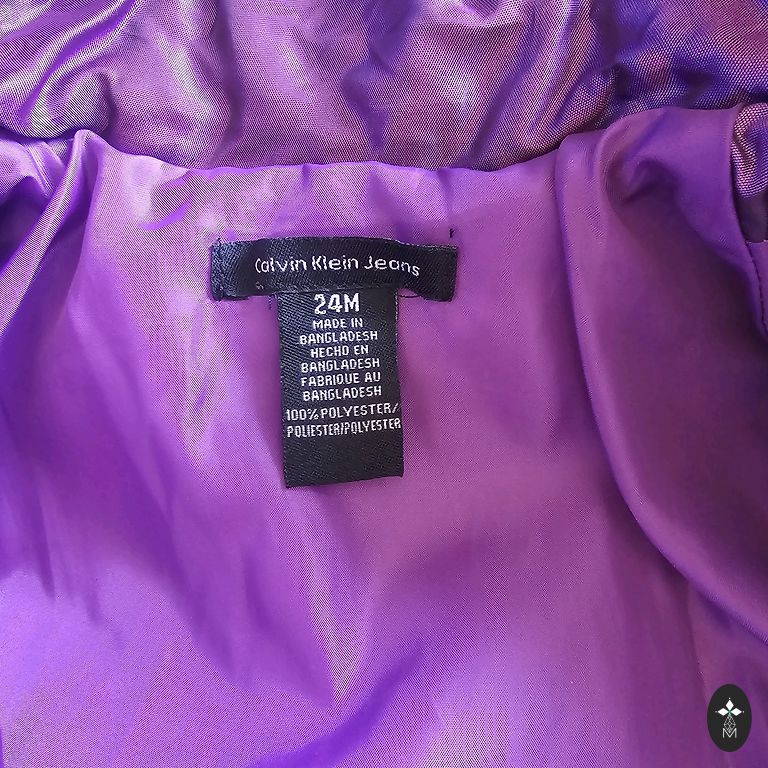 Calvin Klein Jeans
24M
MADE IN
BANGLADESH
HECHO EN
BANGLADESH
FABRIQUE AU
BANGLADESH
100% POLYESTER/
POLIESTER/POLYESTER
M